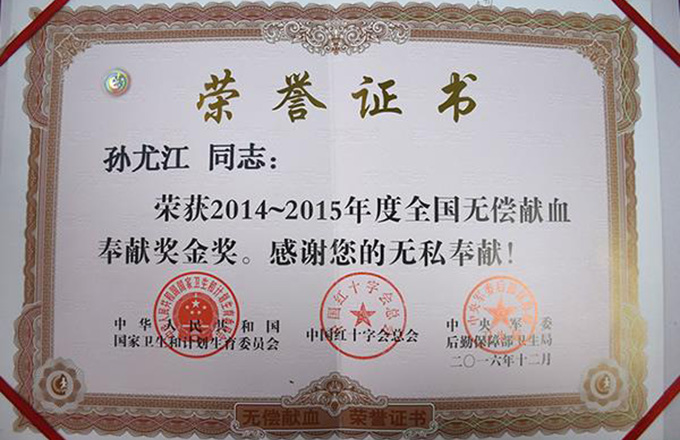 荣誉证书
孙尤江 同志：
荣获2014~2015年度全国无偿献血
奉献奖金奖。感谢您的无私奉献！
中华人民共和国
国家卫生和计划生育委员会
中国红十字会总会
中央军委
后勤保障部卫生局
二〇一六年十二月
无偿献血 荣誉证书